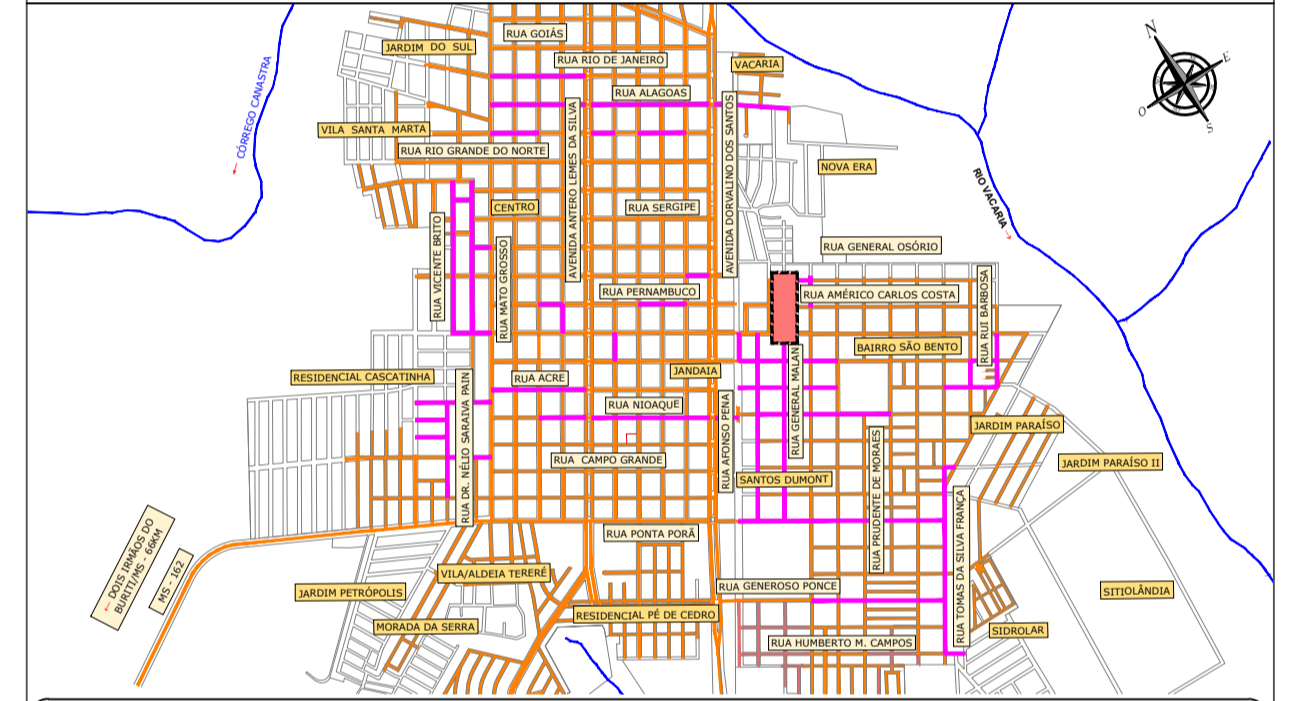 RUA GOIÁS
N
JARDIM DO SUL
RUA RIO DE JANEIRO
VACARIA
E
CÓRREGO CANASTRA
←
RUA ALAGOAS
O
S
VILA SANTA MARTA
AVENIDA ANTERO LEMES DA SILVA
AVENIDA DORVALINO DOS SANTOS
RUA RIO GRANDE DO NORTE
NOVA ERA
RIO VACARIA →
CENTRO
RUA SERGIPE
RUA VICENTE BRITO
RUA MATO GROSSO
RUA GENERAL OSÓRIO
RUA PERNAMBUCO
RUA AMÉRICO CARLOS COSTA
RUA RUI BARBOSA
BAIRRO SÃO BENTO
RUA GENERAL MALAN
RESIDENCIAL CASCATINHA
RUA ACRE
JANDAIA
RUA DR. NÉLIO SARAIVA PAIN
RUA NIOAQUE
RUA AFONSO PENA
JARDIM PARAÍSO
RUA CAMPO GRANDE
JARDIM PARAÍSO II
SANTOS DUMONT
RUA PRUDENTE DE MORAES
RUA TOMAS DA SILVA FRANÇA
RUA PONTA PORÃ
← DOIS IRMÃOS DO
BURITI/MS - 66KM
MS - 162
VILA/ALDEIA TERERÉ
RUA GENEROSO PONCE
JARDIM PETRÓPOLIS
SITIOLÂNDIA
RESIDENCIAL PÉ DE CEDRO
MORADA DA SERRA
SIDROLAR
RUA HUMBERTO M. CAMPOS